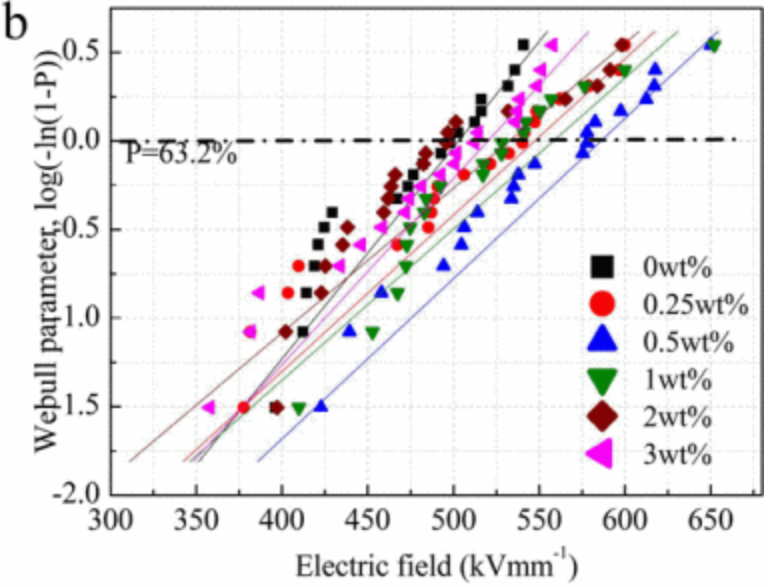 b
Weibull parameter, log(-ln(1-P))
0.5
0.0
P=63.2%
-0.5
-1.0
-1.5
-2.0
0wt%
0.25wt%
0.5wt%
1wt%
2wt%
3wt%
300 350 400 450 500 550 600 650
Electric field (kVmm⁻¹)